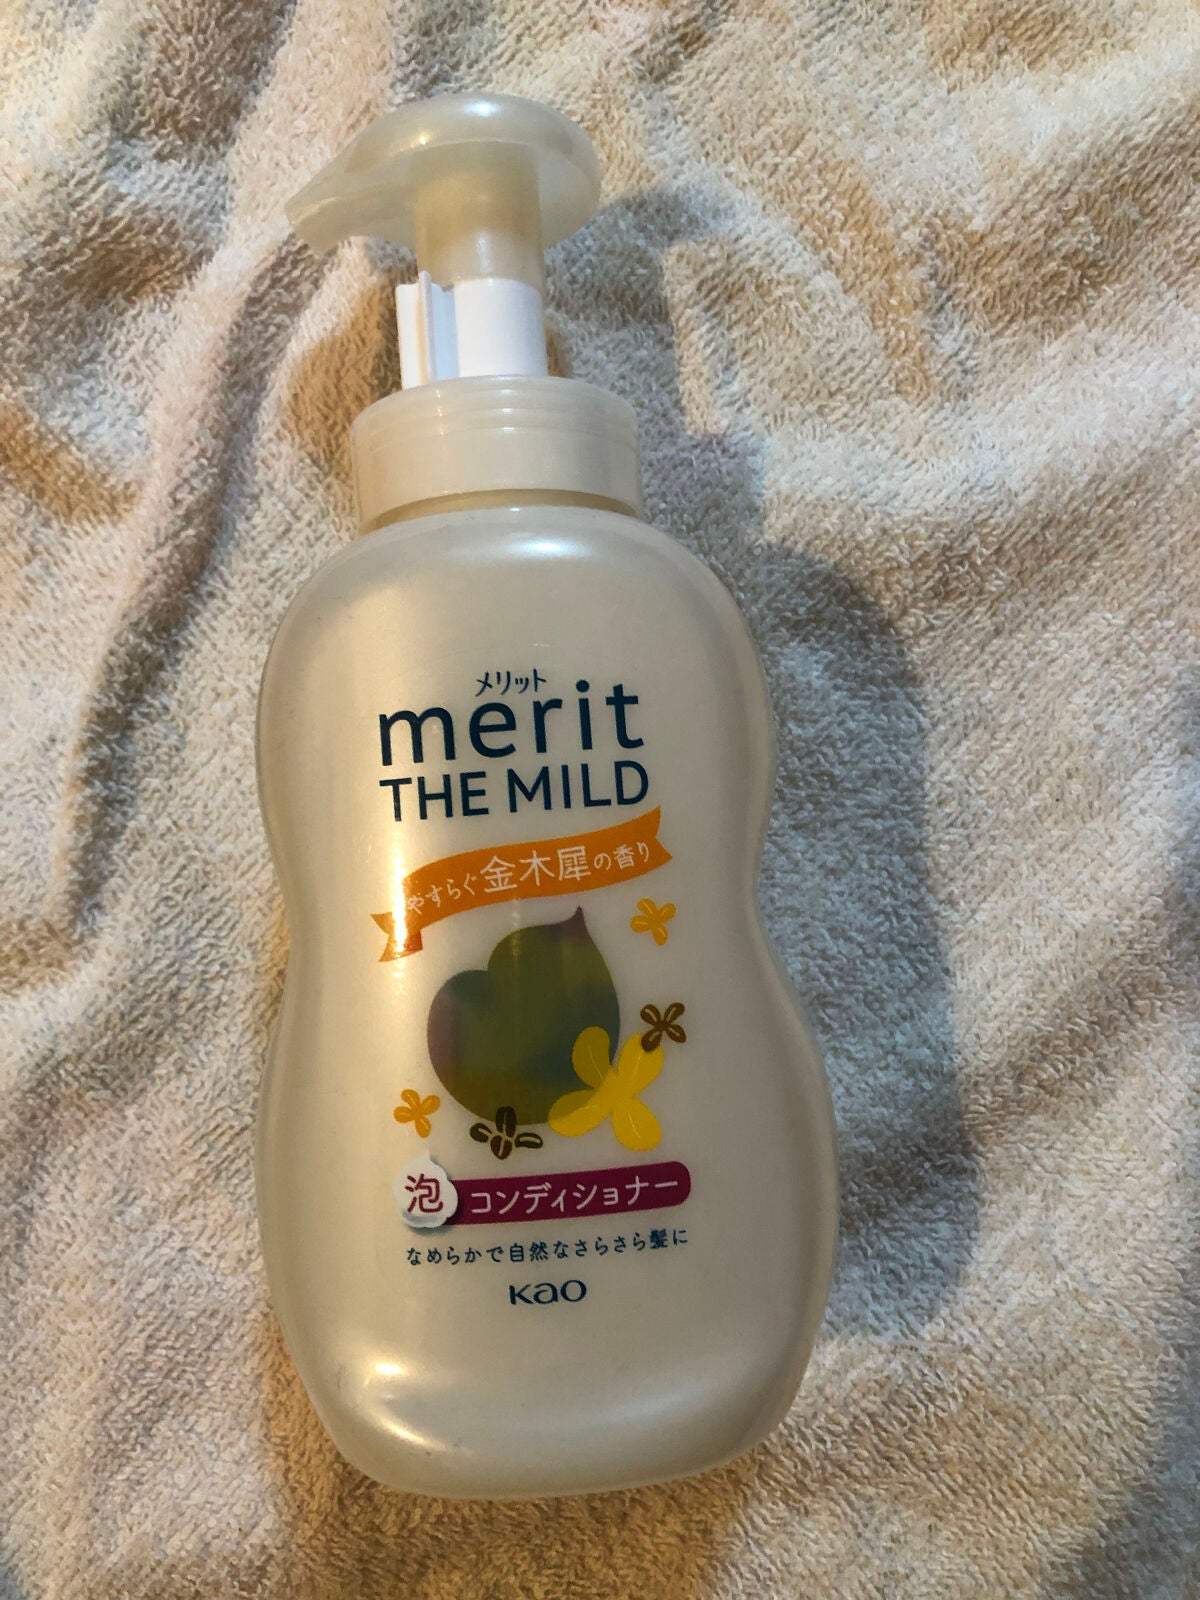 メリット
merit
THE MILD
やすらぐ金木犀の香り
泡 コンディショナー
なめらかで自然なさらさら髪に
Kao